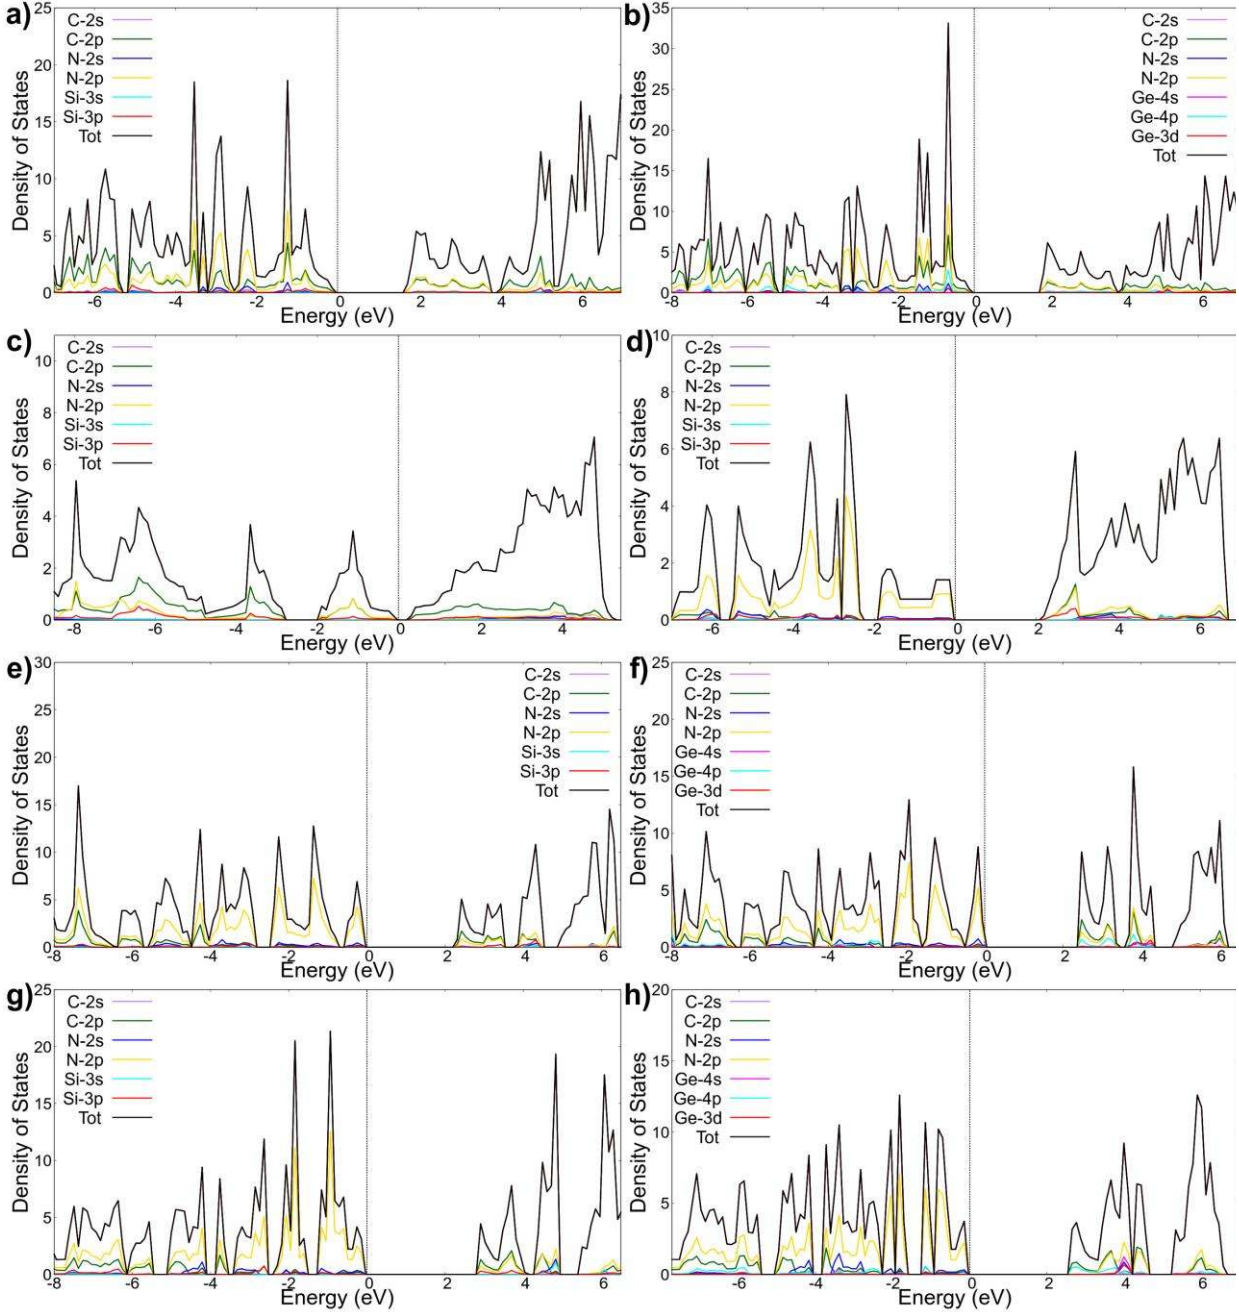 a)
25
20
15
10
5
0
Density of States
C-2s
C-2p
N-2s
N-2p
Si-3s
Si-3p
Tot
-6 -4 -2 0 2 4 6
Energy (eV)
b)
35
30
25
20
15
10
5
0
Density of States
C-2s
C-2p
N-2s
N-2p
Ge-4s
Ge-4p
Ge-3d
Tot
-8 -6 -4 -2 0 2 4 6
Energy (eV)
c)
10
8
6
4
2
0
Density of States
C-2s
C-2p
N-2s
N-2p
Si-3s
Si-3p
Tot
-8 -6 -4 -2 0 2 4
Energy (eV)
d)
10
8
6
4
2
0
Density of States
C-2s
C-2p
N-2s
N-2p
Si-3s
Si-3p
Tot
-6 -4 -2 0 2 4 6
Energy (eV)
e)
30
25
20
15
10
5
0
Density of States
C-2s
C-2p
N-2s
N-2p
Si-3s
Si-3p
Tot
-8 -6 -4 -2 0 2 4 6
Energy (eV)
f)
25
20
15
10
5
0
Density of States
C-2s
C-2p
N-2s
N-2p
Ge-4s
Ge-4p
Ge-3d
Tot
-8 -6 -4 -2 0 2 4 6
Energy (eV)
g)
25
20
15
10
5
0
Density of States
C-2s
C-2p
N-2s
N-2p
Si-3s
Si-3p
Tot
-8 -6 -4 -2 0 2 4 6
Energy (eV)
h)
20
15
10
5
0
Density of States
C-2s
C-2p
N-2s
N-2p
Ge-4s
Ge-4p
Ge-3d
Tot
-6 -4 -2 0 2 4 6
Energy (eV)